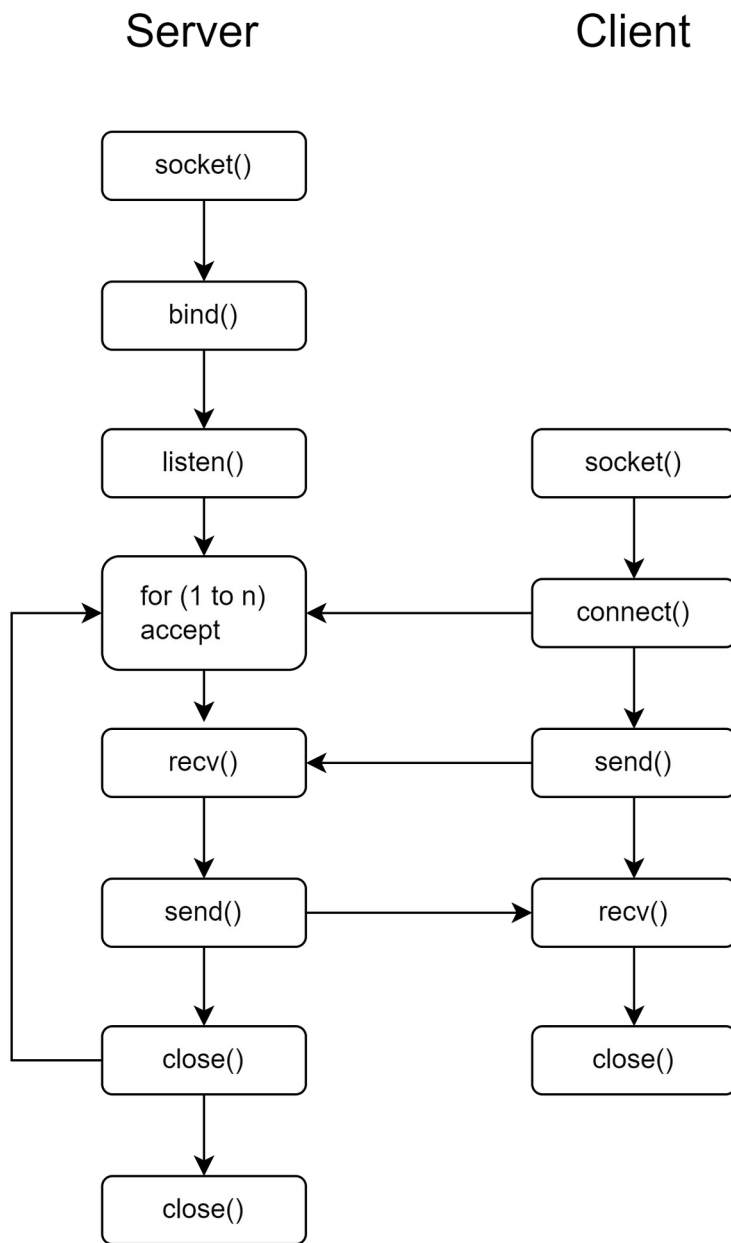 Server
Client
socket()
bind()
listen()
socket()
for (1 to n)
accept
connect()
recv()
send()
send()
recv()
close()
close()
close()